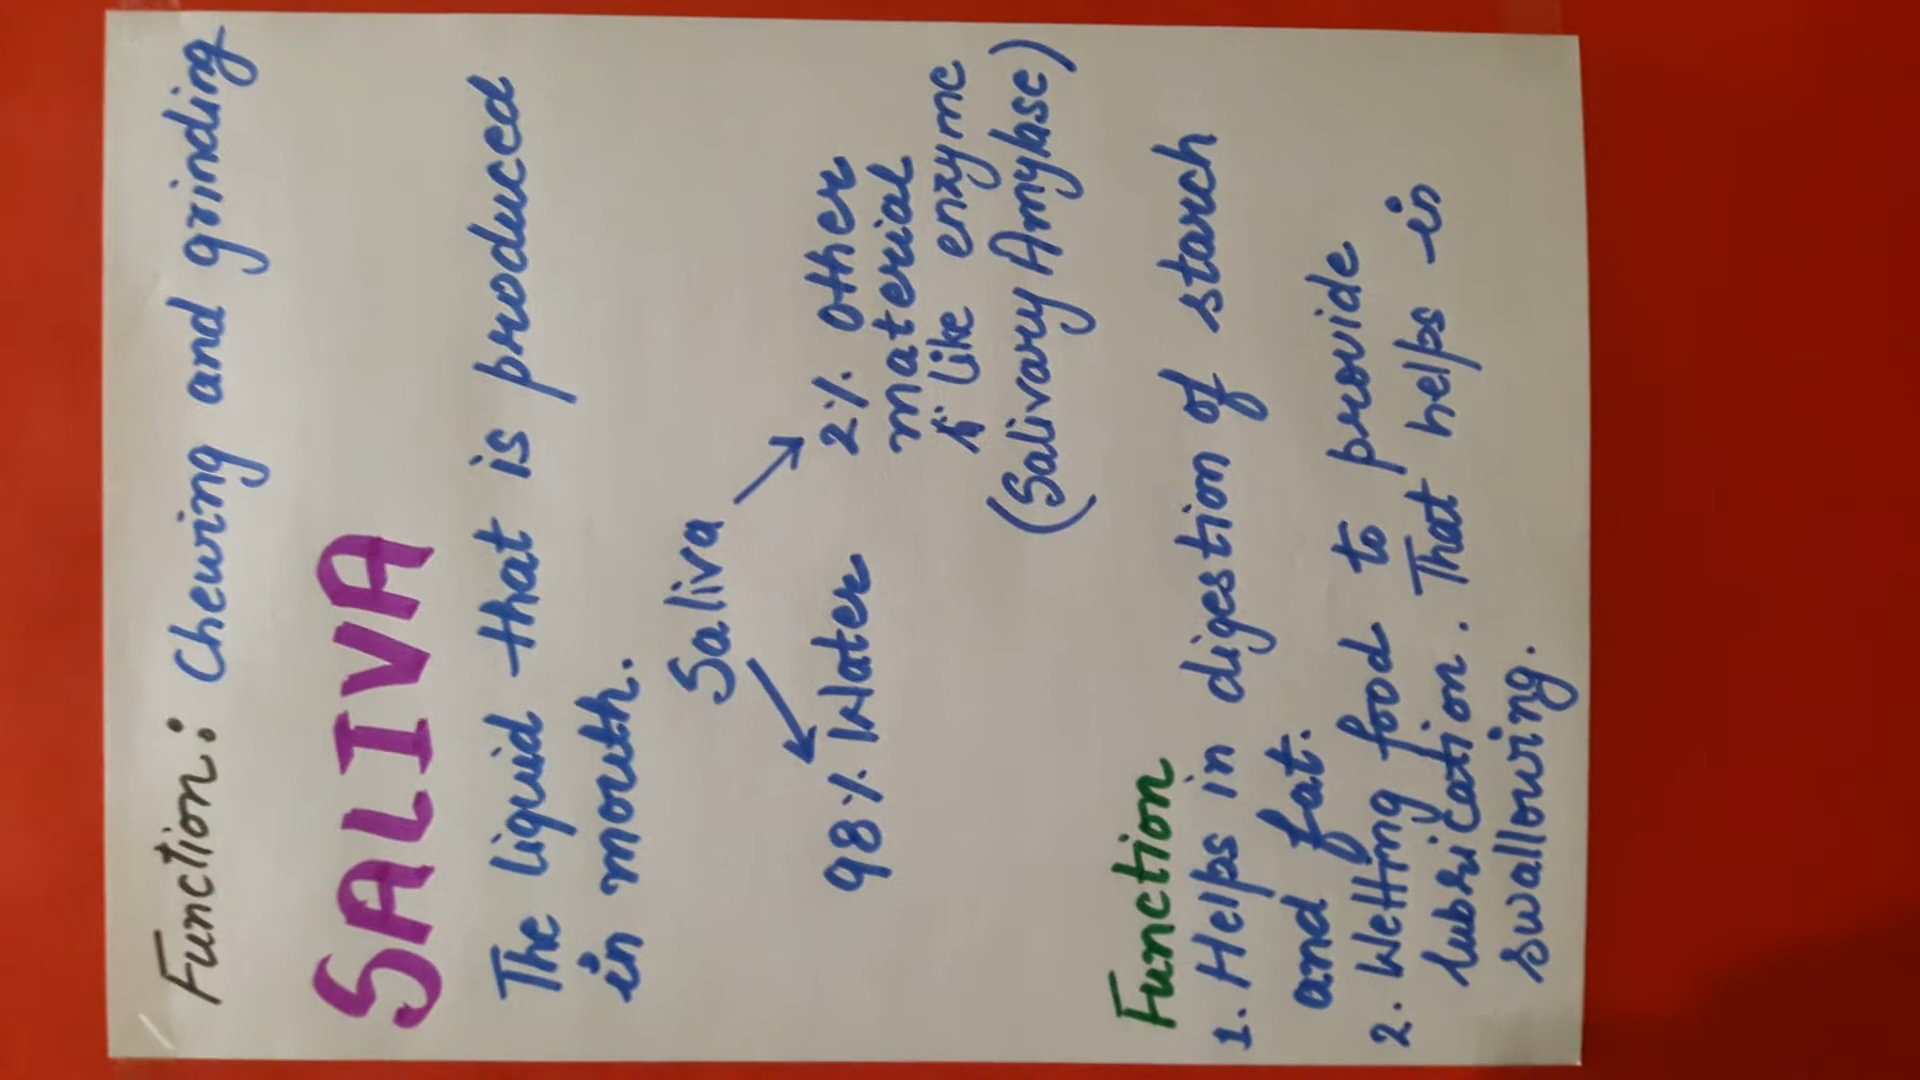 Function: Chewing and grinding
SALIVA
The liquid that is produced
in mouth.
Saliva
98% Water
2% other
material
like enzyme
(Salivary Amylase)
Function
1. Helps in digestion of starch
and fat.
2. Wetting food to provide
lubrication. That helps in
swallowing.